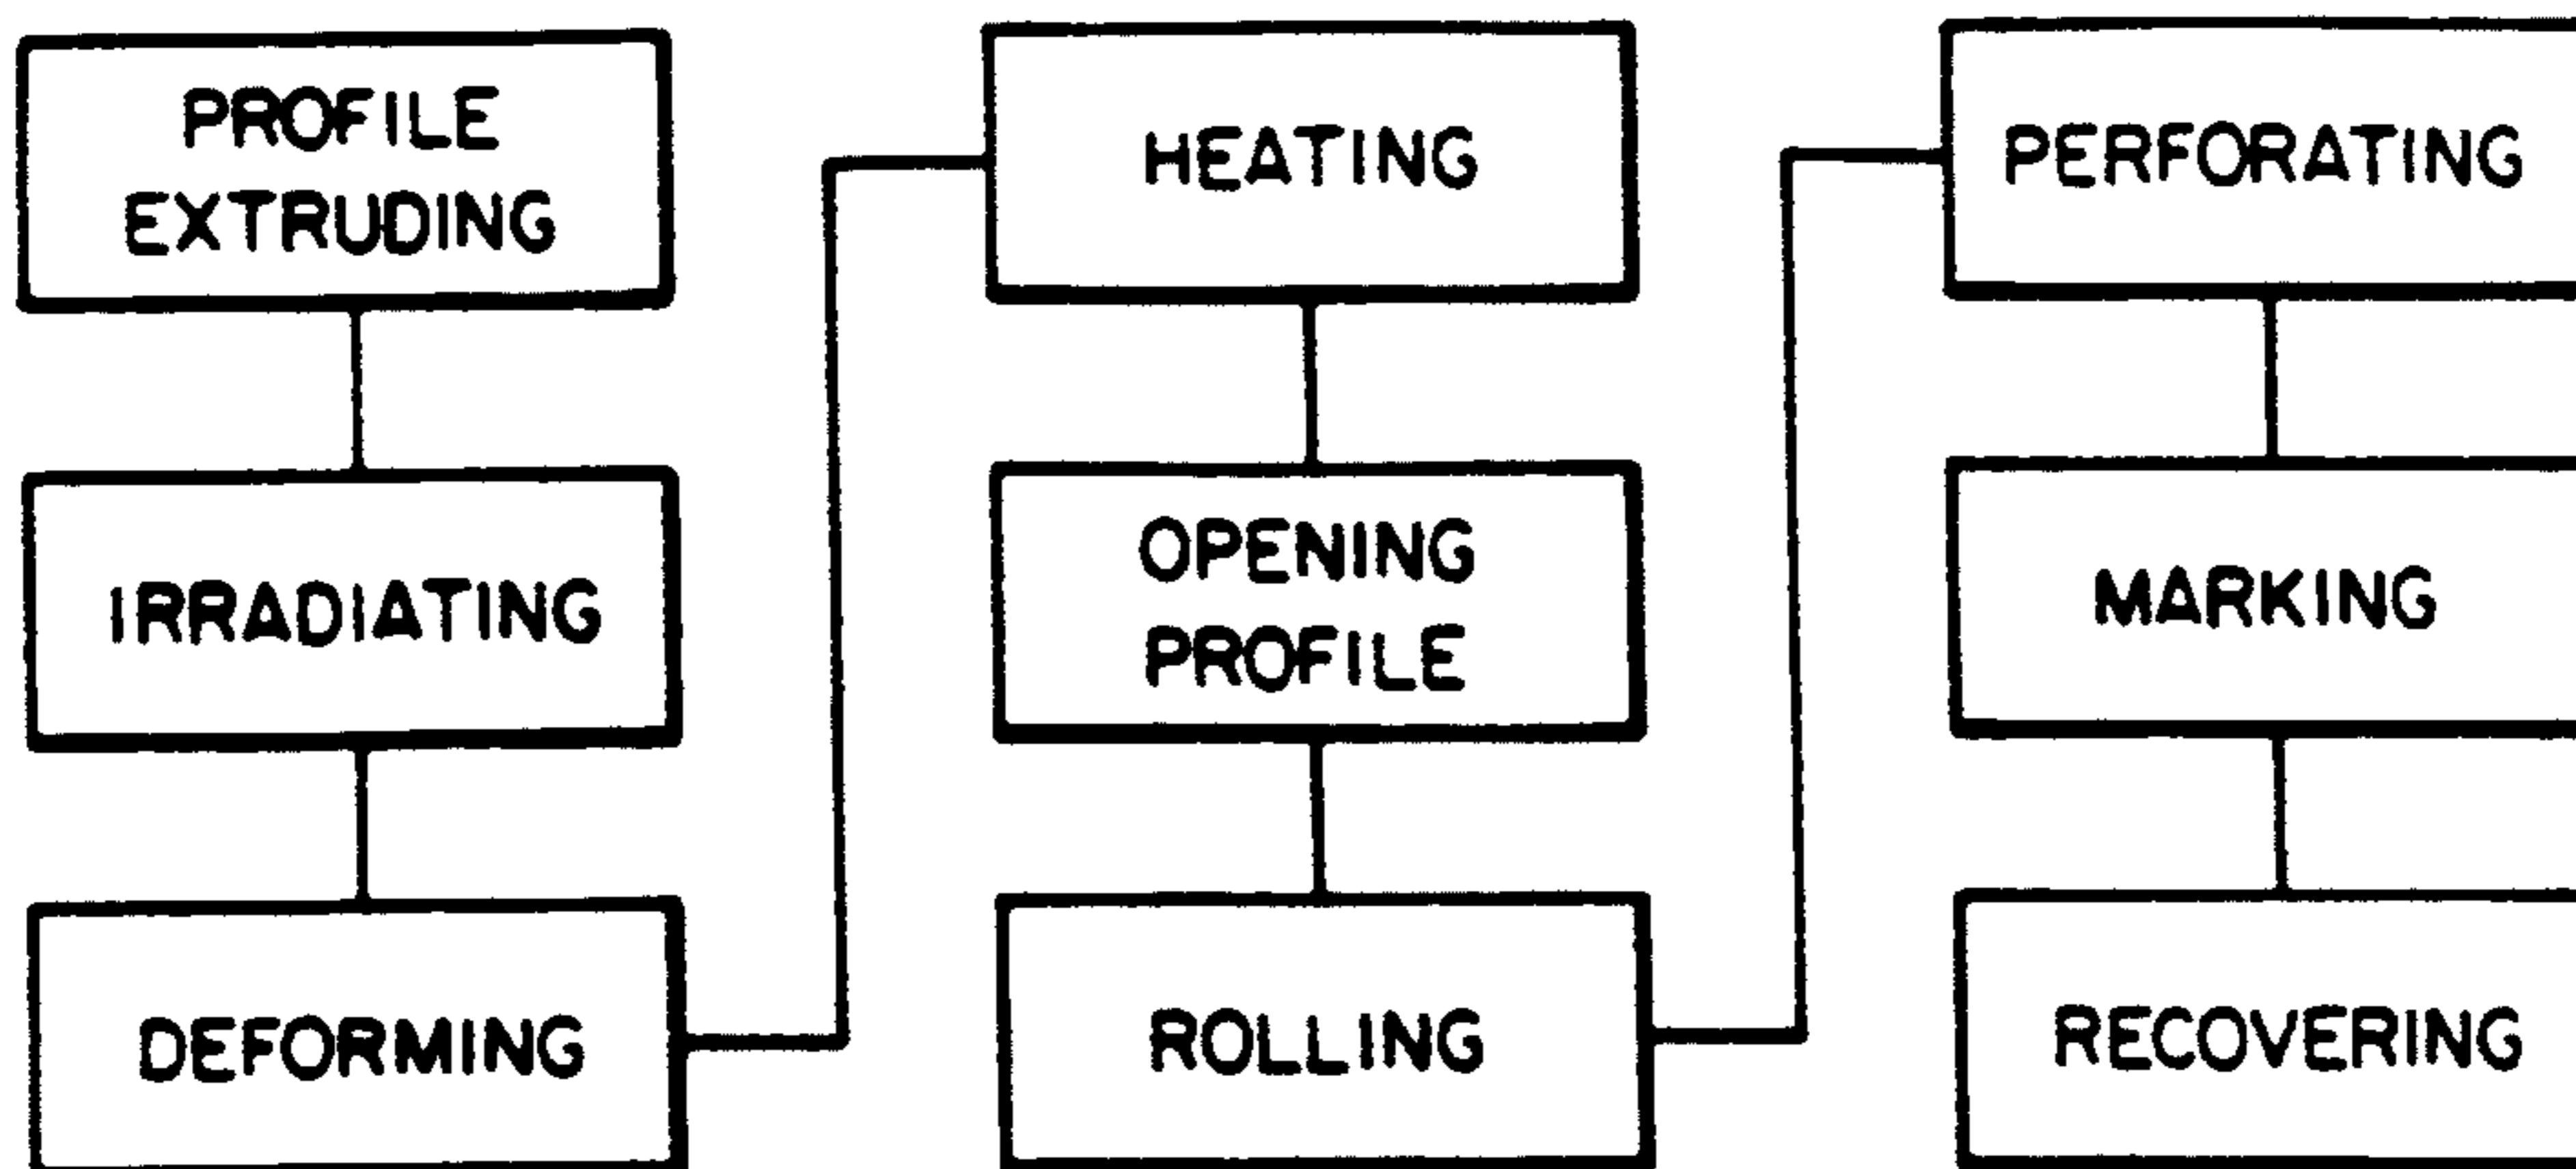 PROFILE
EXTRUDING
IRRADIATING
DEFORMING
HEATING
OPENING
PROFILE
ROLLING
PERFORATING
MARKING
RECOVERING